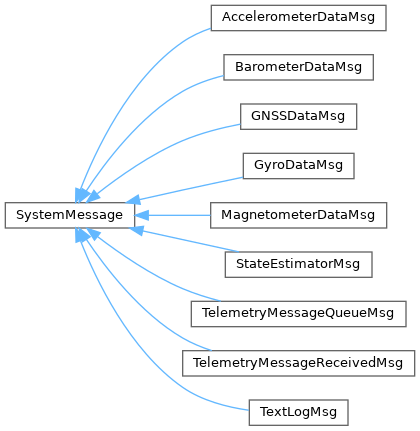 AccelerometerDataMsg
BarometerDataMsg
GNSSDataMsg
GyroDataMsg
SystemMessage
MagnetometerDataMsg
StateEstimatorMsg
TelemetryMessageQueueMsg
TelemetryMessageReceivedMsg
TextLogMsg